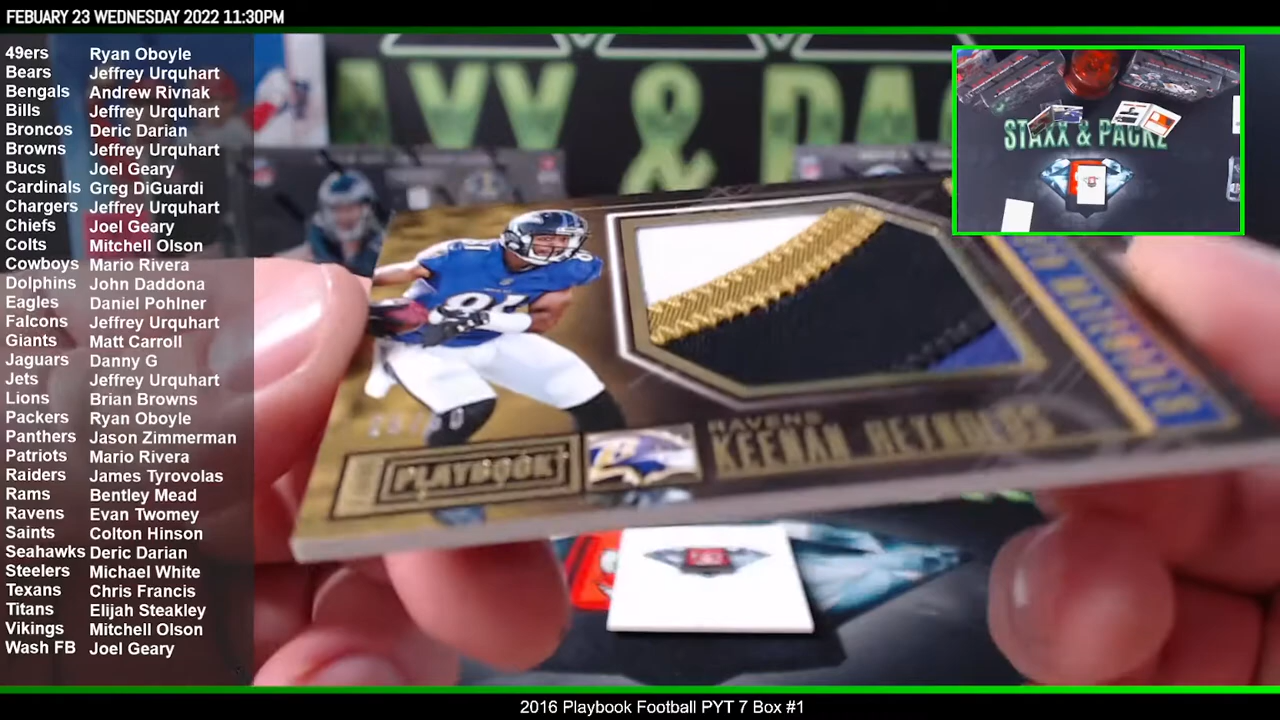 FEBUARY 23 WEDNESDAY 2022 11:30PM
49ers Ryan Oboyle
Bears Jeffrey Urquhart
Bengals Andrew Rivnak
Bills Jeffrey Urquhart
Broncos Deric Darian
Browns Jeffrey Urquhart
Bucs Joel Geary
Cardinals Greg DiGuardi
Chargers Jeffrey Urquhart
Chiefs Joel Geary
Colts Mitchell Olson
Cowboys Mario Rivera
Dolphins John Daddona
Eagles Daniel Pohlner
Falcons Jeffrey Urquhart
Giants Matt Carroll
Jaguars Danny G
Jets Jeffrey Urquhart
Lions Brian Browns
Packers Ryan Oboyle
Panthers Jason Zimmerman
Patriots Mario Rivera
Raiders James Tyrovolas
Rams Bentley Mead
Ravens Evan Twomey
Saints Colton Hinson
Seahawks Deric Darian
Steelers Michael White
Texans Chris Francis
Titans Elijah Steakley
Vikings Mitchell Olson
Wash FB Joel Geary
STAXX & PACKZ
81
RAVENS
KEENAN REYNOLDS
PLAYBOOK
2016 Playbook Football PYT 7 Box #1